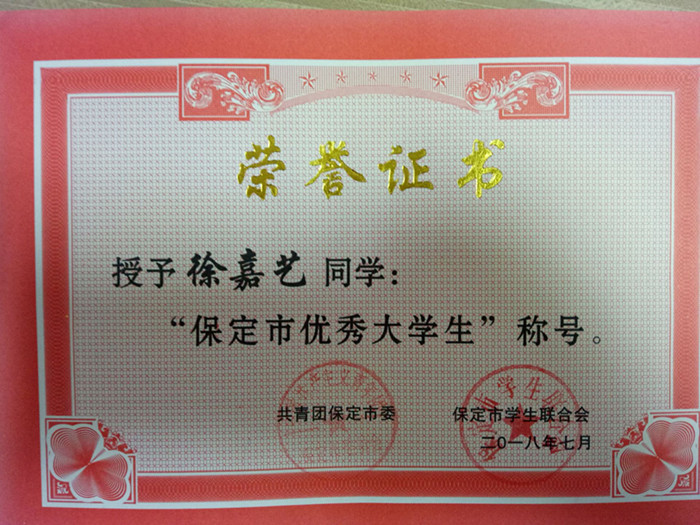 荣誉证书
授予 徐嘉艺 同学：
“保定市优秀大学生”称号。
共青团保定市委 保定市学生联合会
二〇一八年七月